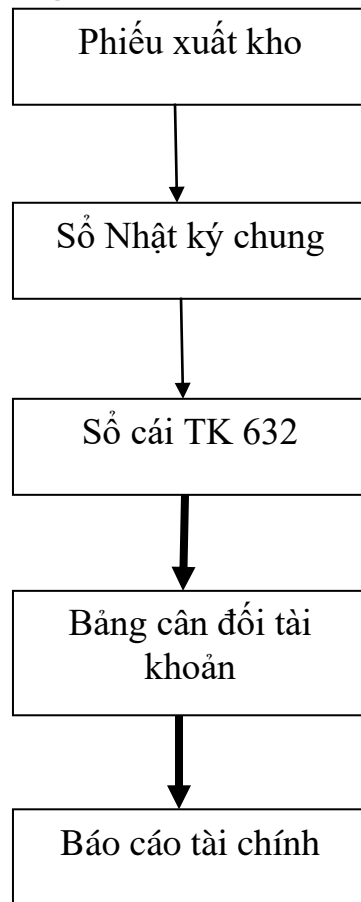 Phiếu xuất kho
Sổ Nhật ký chung
Sổ cái TK 632
Bảng cân đối tài
khoản
Báo cáo tài chính